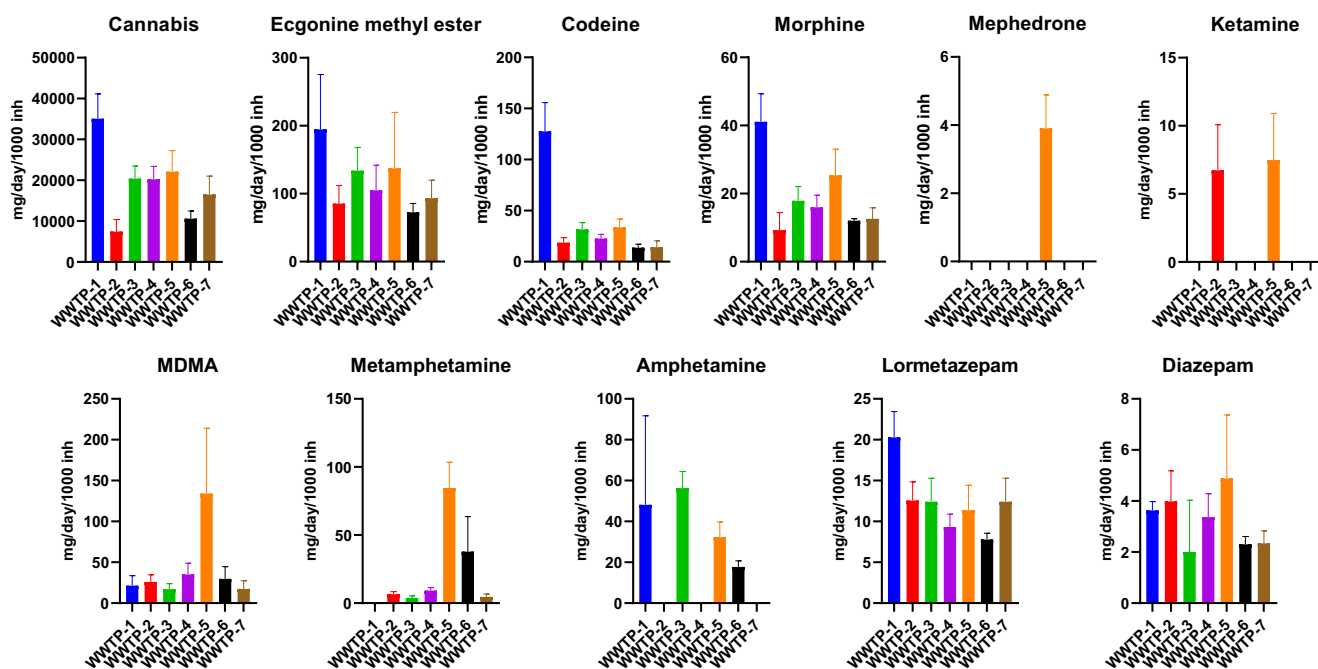 Cannabis
mg/day/1000 inh
50000
40000
30000
20000
10000
0
WWTP-1
WWTP-2
WWTP-3
WWTP-4
WWTP-5
WWTP-6
WWTP-7
Ecgonine methyl ester
mg/day/1000 inh
300
200
100
0
WWTP-1
WWTP-2
WWTP-3
WWTP-4
WWTP-5
WWTP-6
WWTP-7
Codeine
mg/day/1000 inh
200
150
100
50
0
WWTP-1
WWTP-2
WWTP-3
WWTP-4
WWTP-5
WWTP-6
WWTP-7
Morphine
mg/day/1000 inh
60
40
20
0
WWTP-1
WWTP-2
WWTP-3
WWTP-4
WWTP-5
WWTP-6
WWTP-7
Mephedrone
mg/day/1000 inh
6
4
2
0
WWTP-1
WWTP-2
WWTP-3
WWTP-4
WWTP-5
WWTP-6
WWTP-7
Ketamine
mg/day/1000 inh
15
10
5
0
WWTP-1
WWTP-2
WWTP-3
WWTP-4
WWTP-5
WWTP-6
WWTP-7
MDMA
mg/day/1000 inh
250
200
150
100
50
0
WWTP-1
WWTP-2
WWTP-3
WWTP-4
WWTP-5
WWTP-6
WWTP-7
Metamphetamine
mg/day/1000 inh
150
100
50
0
WWTP-1
WWTP-2
WWTP-3
WWTP-4
WWTP-5
WWTP-6
WWTP-7
Amphetamine
mg/day/1000 inh
100
80
60
40
20
0
WWTP-1
WWTP-2
WWTP-3
WWTP-4
WWTP-5
WWTP-6
WWTP-7
Lormetazepam
mg/day/1000 inh
25
20
15
10
5
0
WWTP-1
WWTP-2
WWTP-3
WWTP-4
WWTP-5
WWTP-6
WWTP-7
Diazepam
mg/day/1000 inh
8
6
4
2
0
WWTP-1
WWTP-2
WWTP-3
WWTP-4
WWTP-5
WWTP-6
WWTP-7